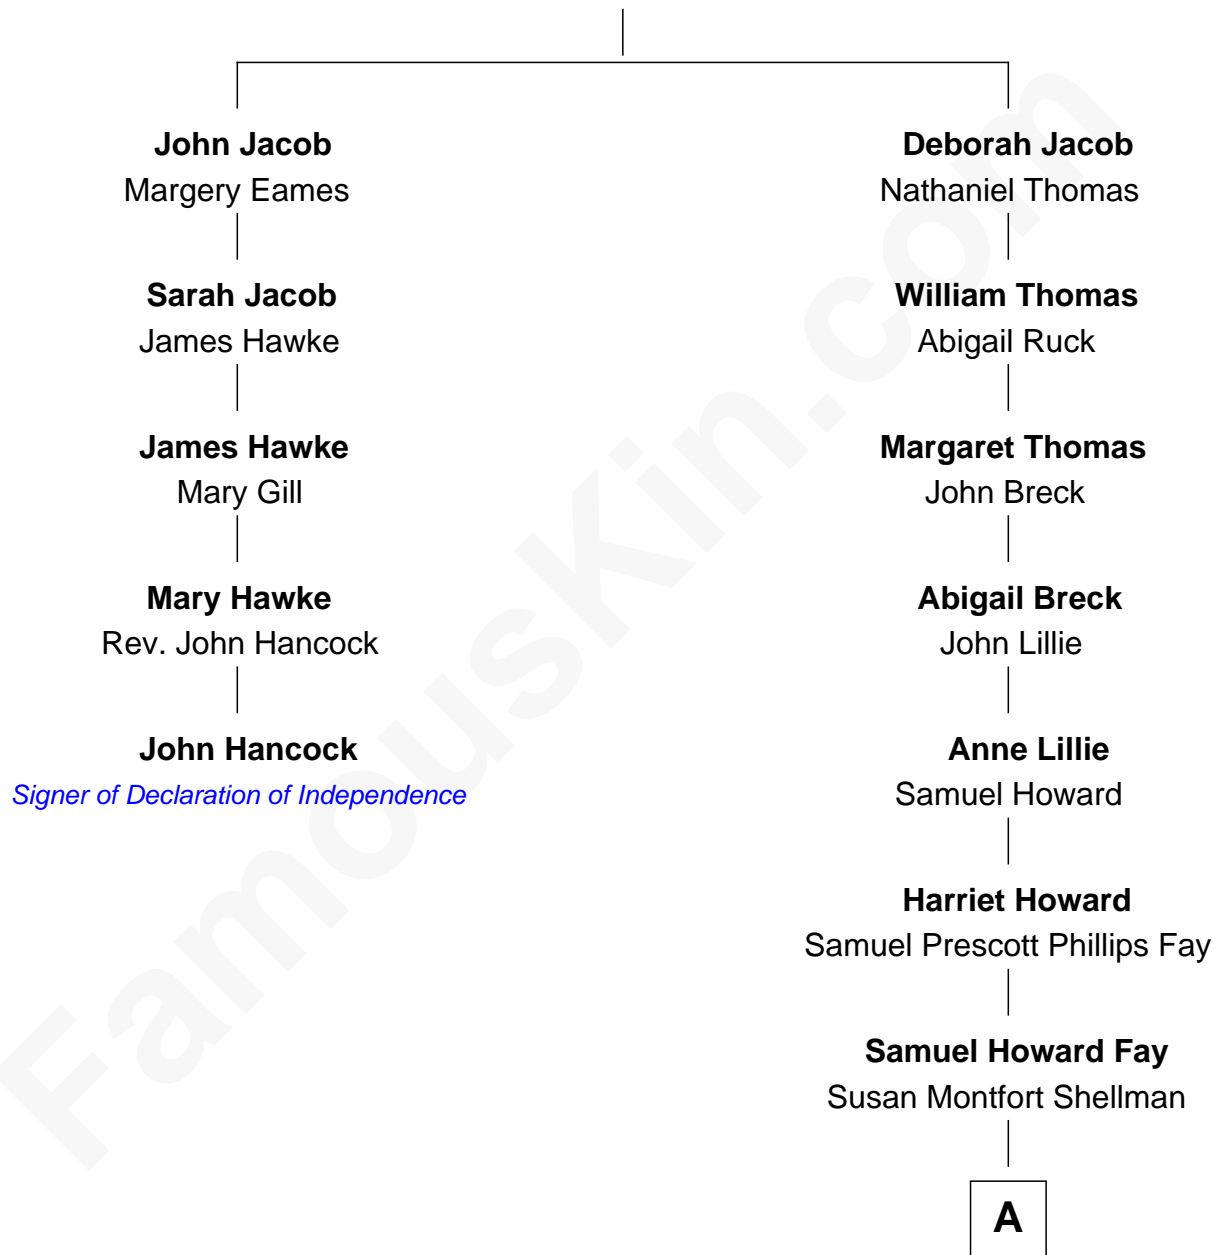 John Jacob
Margery Eames
Sarah Jacob
James Hawke
James Hawke
Mary Gill
Mary Hawke
Rev. John Hancock
John Hancock
Signer of Declaration of Independence
Deborah Jacob
Nathaniel Thomas
William Thomas
Abigail Ruck
Margaret Thomas
John Breck
Abigail Breck
John Lillie
Anne Lillie
Samuel Howard
Harriet Howard
Samuel Prescott Phillips Fay
Samuel Howard Fay
Susan Montfort Shellman
A
FamousKin.com